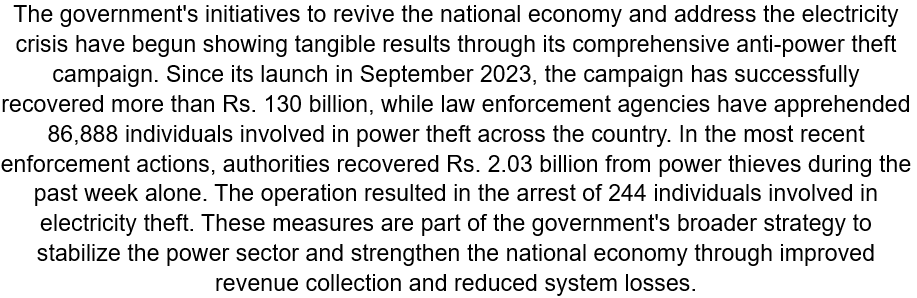 The government's initiatives to revive the national economy and address the electricity
crisis have begun showing tangible results through its comprehensive anti-power theft
campaign. Since its launch in September 2023, the campaign has successfully
recovered more than Rs. 130 billion, while law enforcement agencies have apprehended
86,888 individuals involved in power theft across the country. In the most recent
enforcement actions, authorities recovered Rs. 2.03 billion from power thieves during the
past week alone. The operation resulted in the arrest of 244 individuals involved in
electricity theft. These measures are part of the government's broader strategy to
stabilize the power sector and strengthen the national economy through improved
revenue collection and reduced system losses.